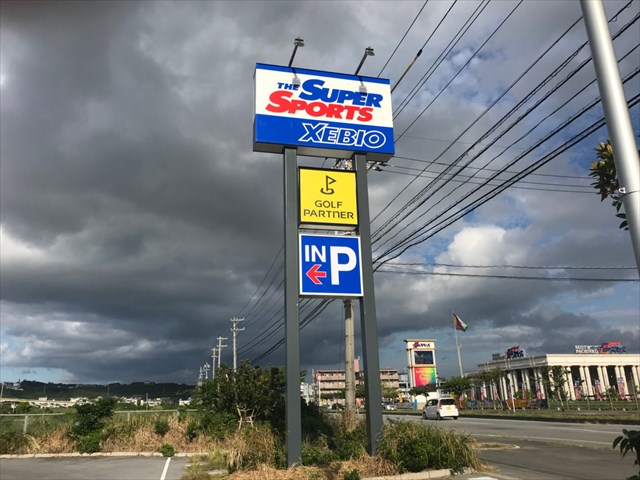 THE SUPER
SPORTS
XEBIO
GOLF
PARTNER
IN P